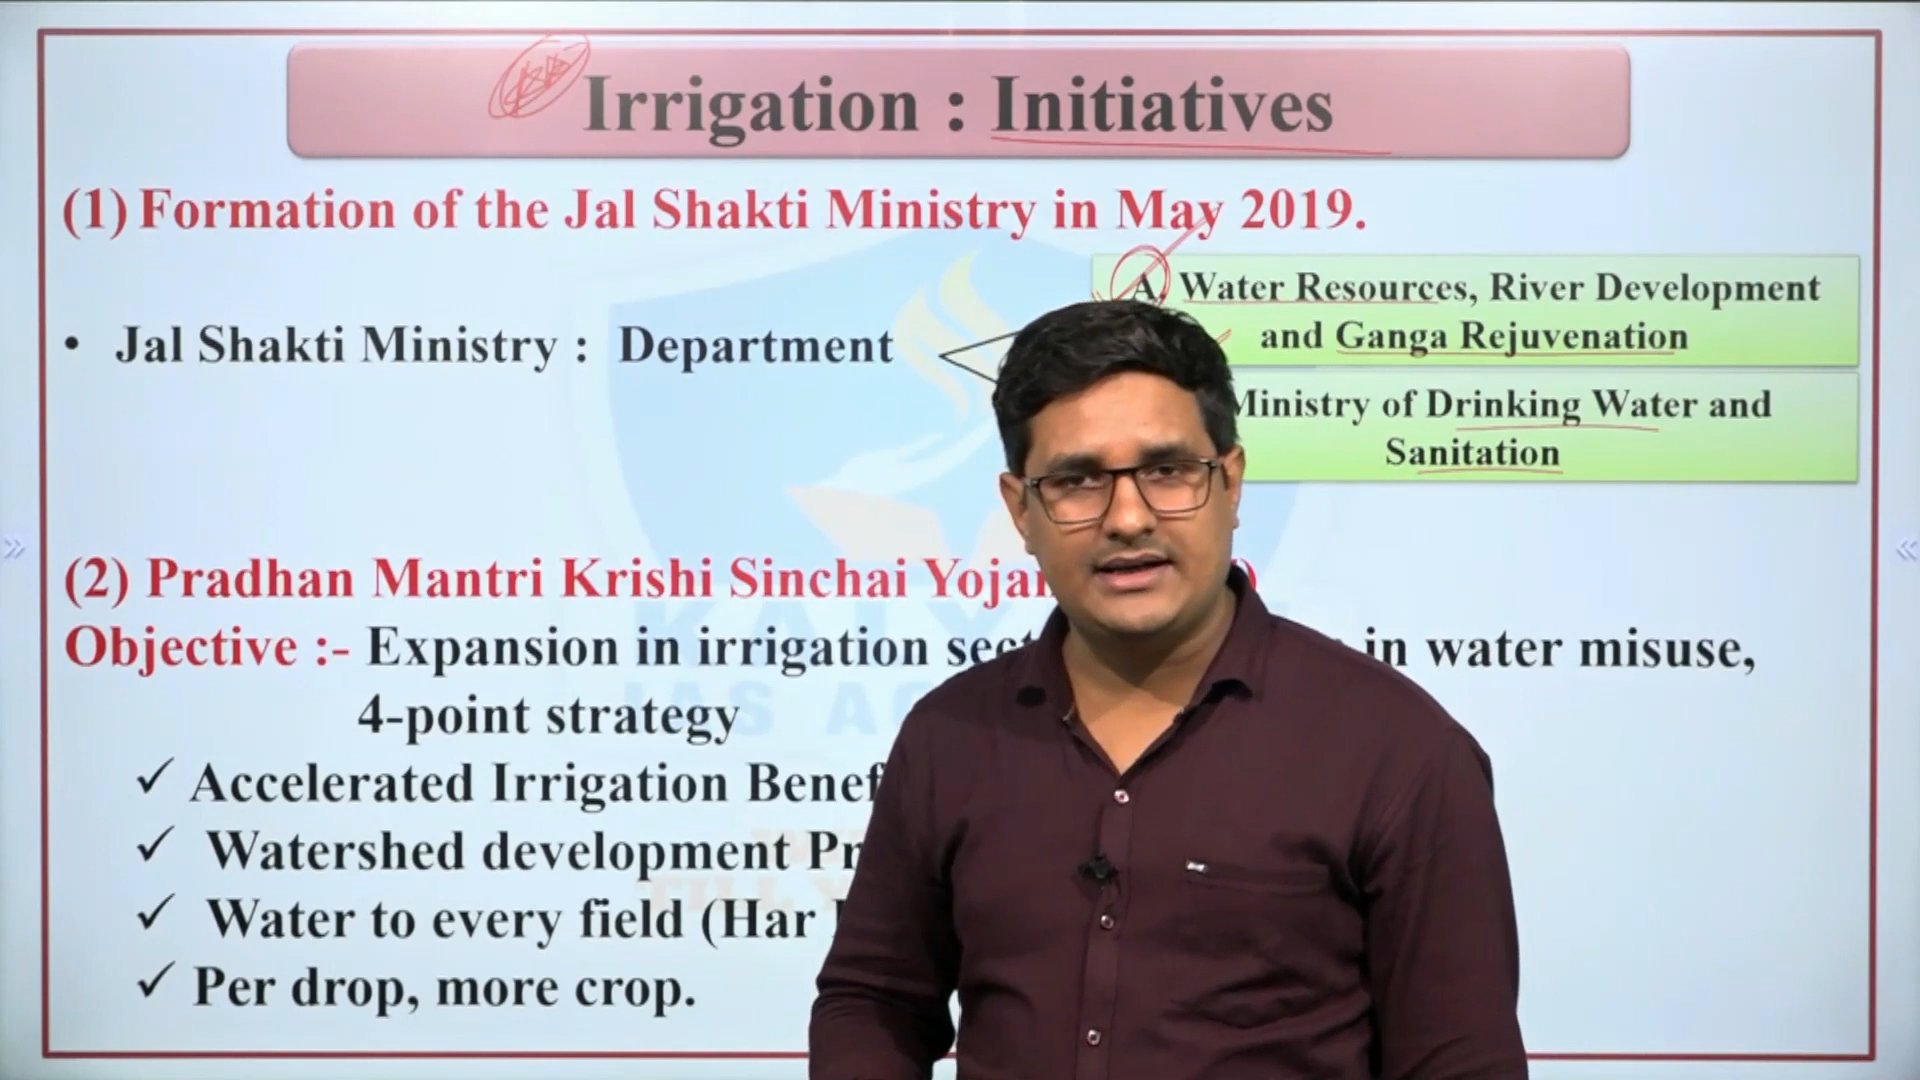 Irrigation : Initiatives
(1) Formation of the Jal Shakti Ministry in May 2019.
A. Water Resources, River Development
and Ganga Rejuvenation
• Jal Shakti Ministry : Department
Ministry of Drinking Water and
Sanitation
(2) Pradhan Mantri Krishi Sinchai
Objective :- Expansion in irrigation in water misuse,
4-point strategy
✓ Accelerated Irrigation
✓ Watershed development
✓ Water to every field (Har
✓ Per drop, more crop.